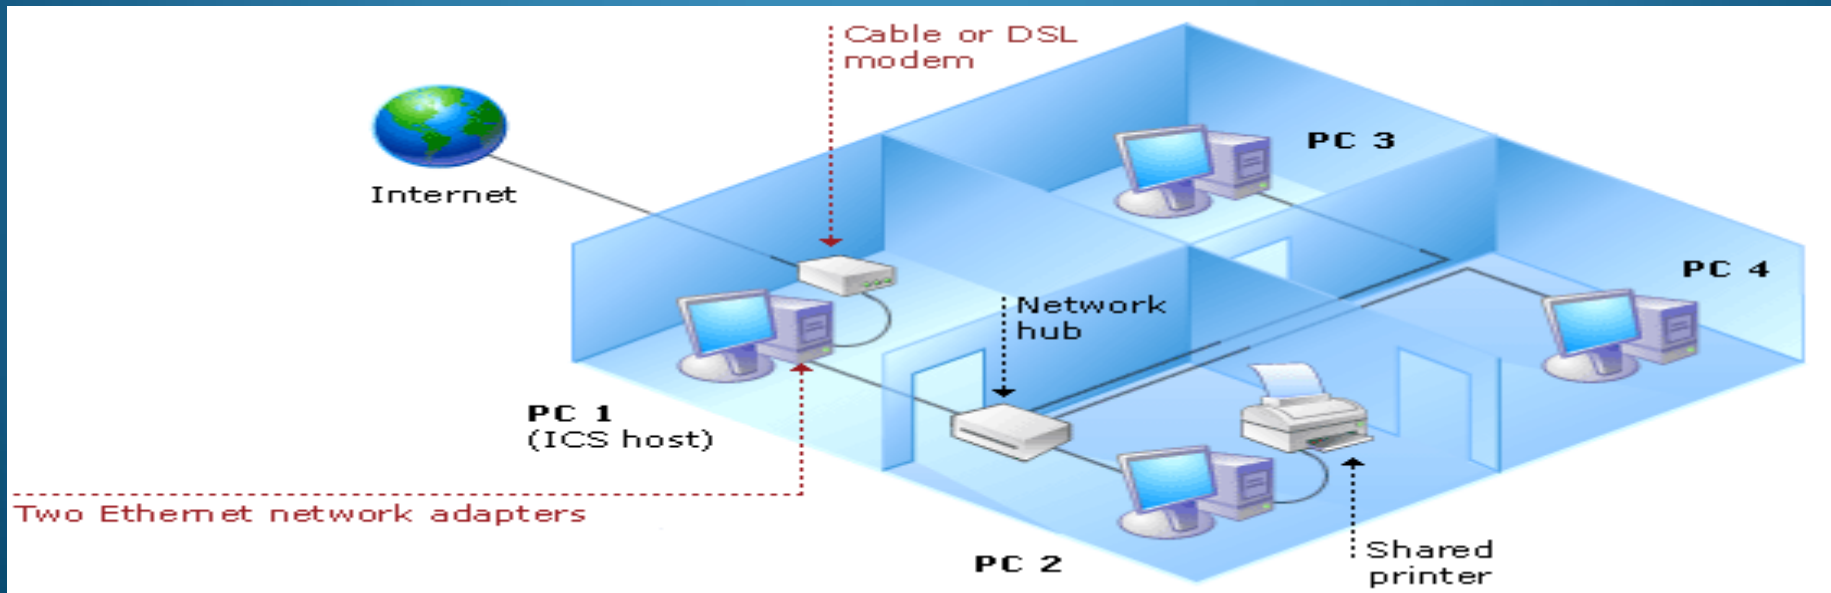 Cable or DSL
modem
Internet
PC 3
PC 4
Network
hub
PC 1
(ICS host)
Two Ethernet network adapters
PC 2
Shared
printer